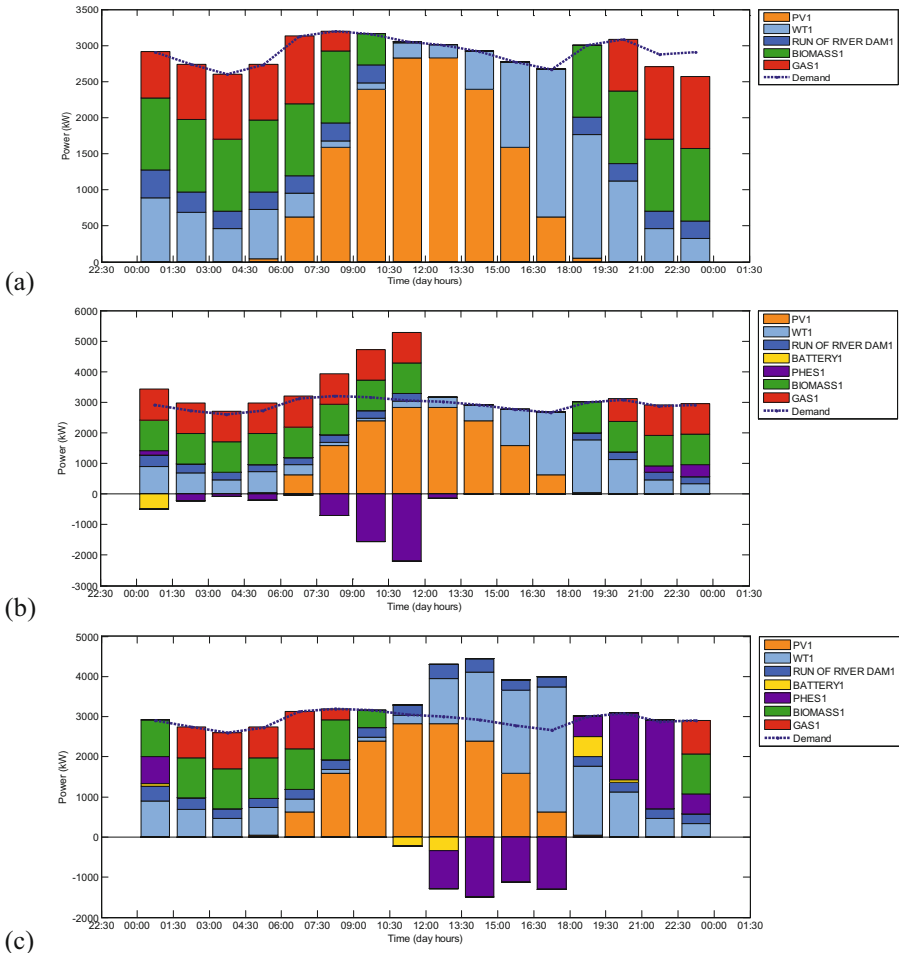 3500
3000
2500
2000
1500
1000
500
0
Power (kW)
22:30 00:00 01:30 03:00 04:30 06:00 07:30 09:00 10:30 12:00 13:30 15:00 16:30 18:00 19:30 21:00 22:30 00:00 01:30
Time (day hours)
PV1
WT1
RUN OF RIVER DAM1
BIOMASS1
GAS1
Demand
(a)
6000
5000
4000
3000
2000
1000
0
-1000
-2000
-3000
Power (kW)
22:30 00:00 01:30 03:00 04:30 06:00 07:30 09:00 10:30 12:00 13:30 15:00 16:30 18:00 19:30 21:00 22:30 00:00 01:30
Time (day hours)
PV1
WT1
RUN OF RIVER DAM1
BATTERY1
PHES1
BIOMASS1
GAS1
Demand
(b)
5000
4000
3000
2000
1000
0
-1000
-2000
Power (kW)
22:30 00:00 01:30 03:00 04:30 06:00 07:30 09:00 10:30 12:00 13:30 15:00 16:30 18:00 19:30 21:00 22:30 00:00 01:30
Time (day hours)
PV1
WT1
RUN OF RIVER DAM1
BATTERY1
PHES1
BIOMASS1
GAS1
Demand
(c)